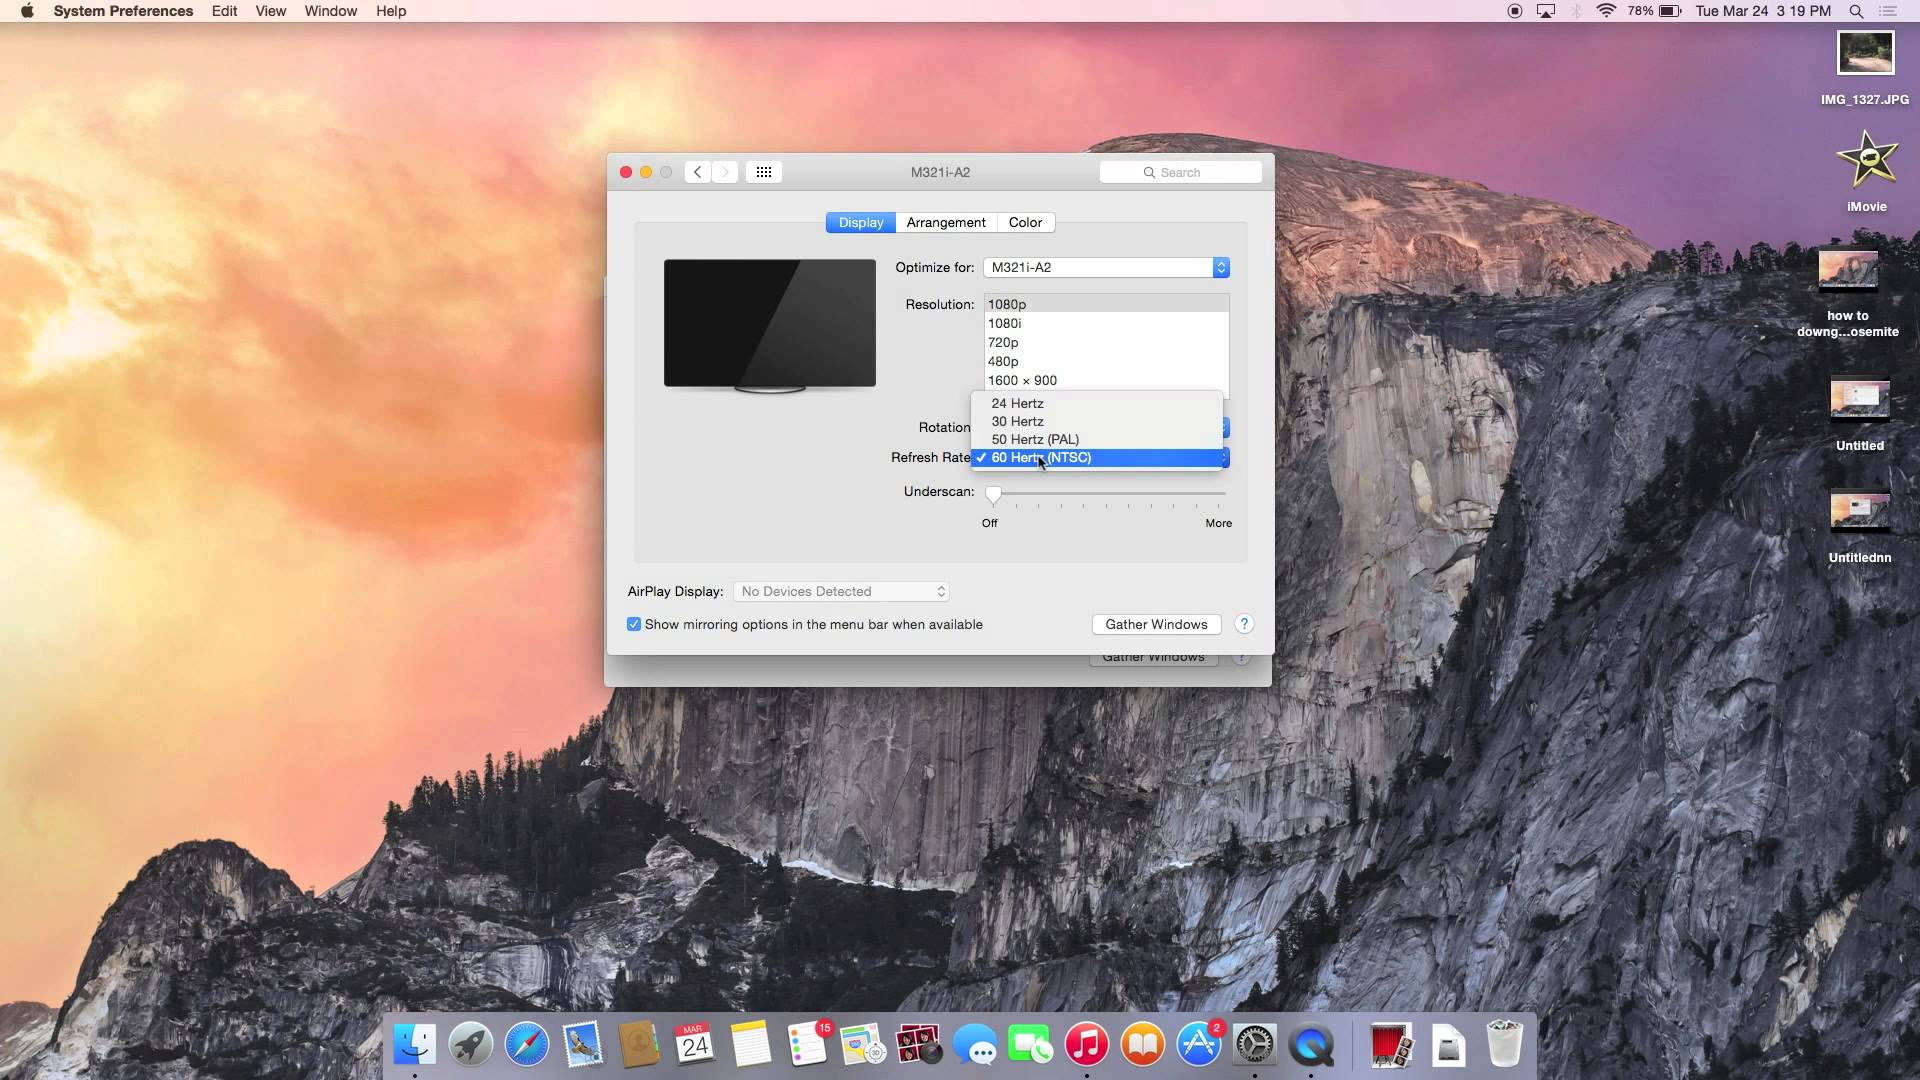 System Preferences Edit View Window Help
78% Tue Mar 24 3 19 PM
IMG_1327.JPG
iMovie
how to
downg...osemite
Untitled
Untitlednn
M321i-A2
Search
Display Arrangement Color
Optimize for: M321i-A2
Resolution: 1080p
1080i
720p
480p
1600 × 900
24 Hertz
30 Hertz
Rotation
50 Hertz (PAL)
Refresh Rate ✓ 60 Hertz (NTSC)
Underscan:
Off More
AirPlay Display: No Devices Detected
Show mirroring options in the menu bar when available
Gather Windows ?
Gather Windows ?
MAR
24
15
3D
2